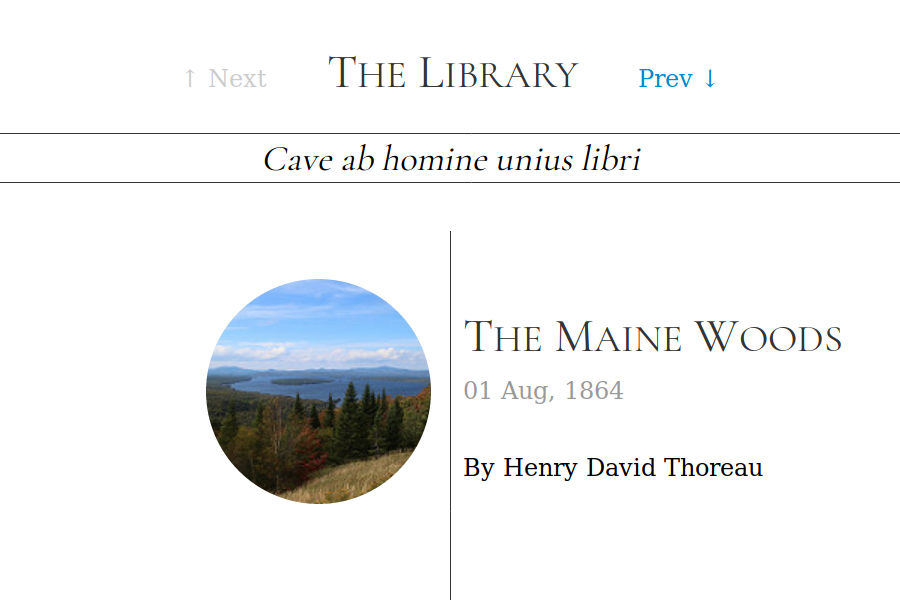 ↑ Next The Library Prev ↓
Cave ab homine unius libri
The Maine Woods
01 Aug, 1864
By Henry David Thoreau